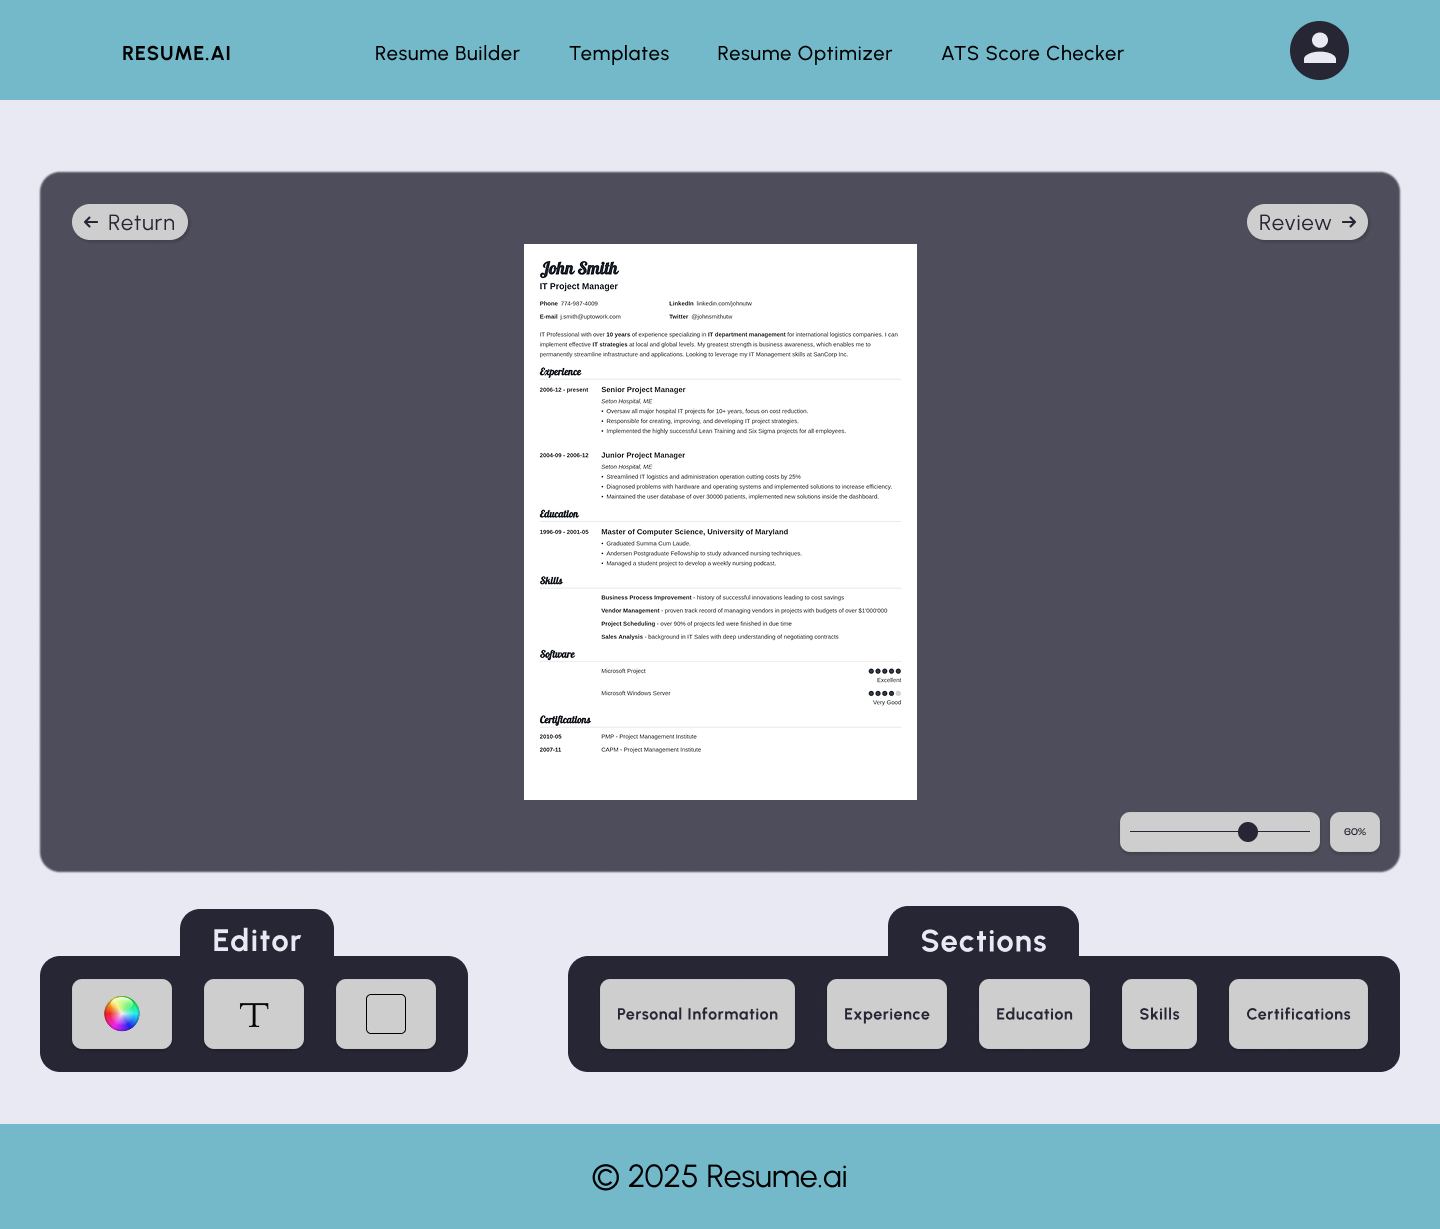 RESUME.AI
Resume Builder
Templates
Resume Optimizer
ATS Score Checker
← Return
Review →
John Smith
IT Project Manager
Phone 774-987-4009 LinkedIn linkedin.com/johnutw
E-mail j.smith@uptowork.com Twitter @johnsmithutw
IT Professional with over 10 years of experience specializing in IT department management for international logistics companies. I can
implement effective IT strategies at local and global levels. My greatest strength is business awareness, which enables me to
permanently streamline infrastructure and applications. Looking to leverage my IT Management skills at SanCorp Inc.
Experience
2006-12 - present Senior Project Manager
Seton Hospital, ME
• Oversaw all major hospital IT projects for 10+ years, focus on cost reduction.
• Responsible for creating, improving, and developing IT project strategies.
• Implemented the highly successful Lean Training and Six Sigma projects for all employees.
2004-09 - 2006-12 Junior Project Manager
Seton Hospital, ME
• Streamlined IT logistics and administration operation cutting costs by 25%
• Diagnosed problems with hardware and operating systems and implemented solutions to increase efficiency.
• Maintained the user database of over 30000 patients, implemented new solutions inside the dashboard.
Education
1996-09 - 2001-05 Master of Computer Science, University of Maryland
• Graduated Summa Cum Laude.
• Andersen Postgraduate Fellowship to study advanced nursing techniques.
• Managed a student project to develop a weekly nursing podcast.
Skills
Business Process Improvement - history of successful innovations leading to cost savings
Vendor Management - proven track record of managing vendors in projects with budgets of over $1'000'000
Project Scheduling - over 90% of projects led were finished in due time
Sales Analysis - background in IT Sales with deep understanding of negotiating contracts
Software
Microsoft Project
Excellent
Microsoft Windows Server
Very Good
Certifications
2010-05 PMP - Project Management Institute
2007-11 CAPM - Project Management Institute
60%
Editor
Sections
T
Personal Information
Experience
Education
Skills
Certifications
© 2025 Resume.ai